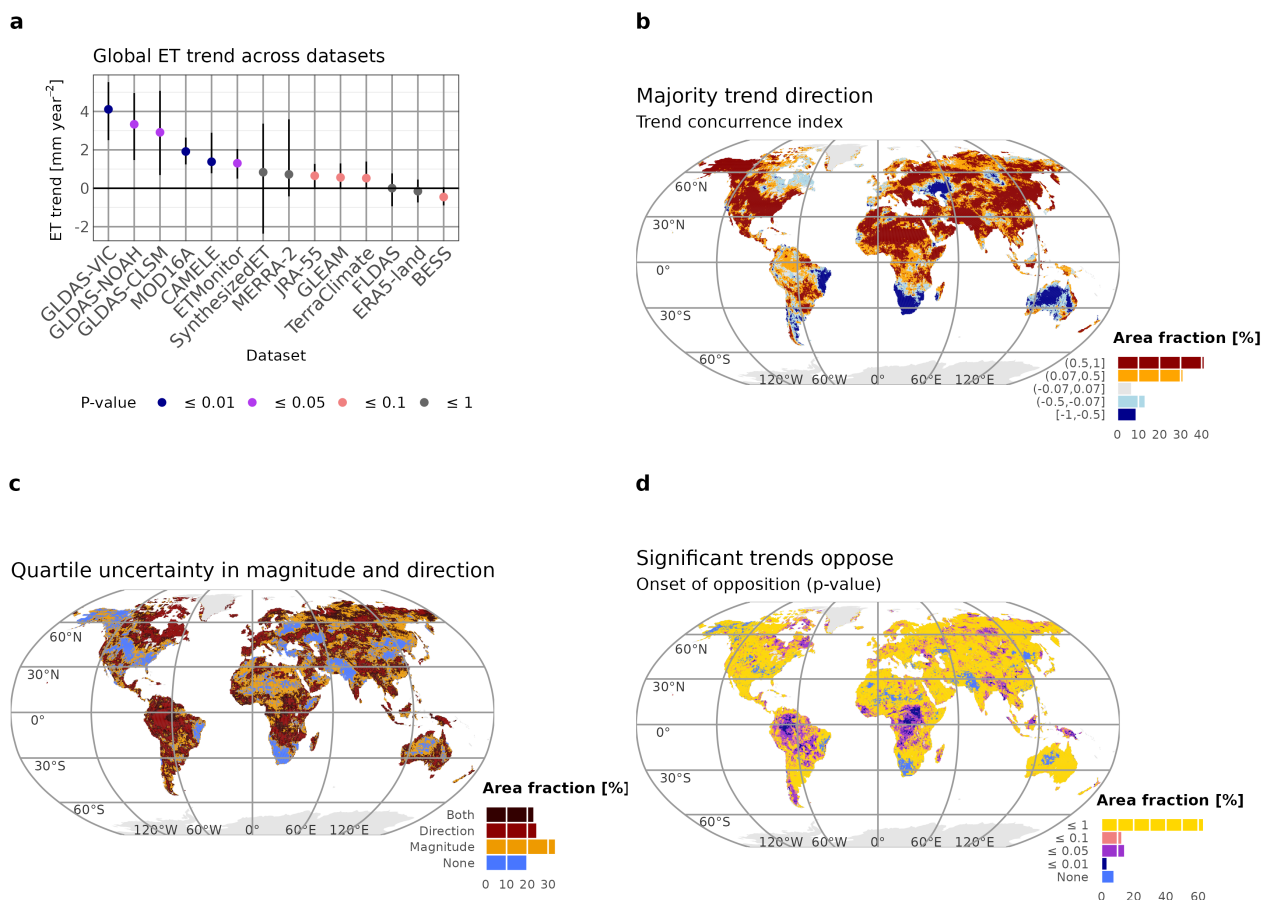 a
Global ET trend across datasets
ET trend [mm year⁻²]
4
2
0
-2
GLDAS-VIC
GLDAS-NOAH
GLDAS-CLSM
MOD16A
CAMELE
ETMonitor
SynthesizedET
MERRA-2
JRA-55
GLEAM
TerraClimate
FLDAS
ERA5-land
BESS
Dataset
P-value ≤ 0.01 ≤ 0.05 ≤ 0.1 ≤ 1
b
Majority trend direction
Trend concurrence index
60°N
30°N
0°
30°S
60°S
120°W 60°W 0° 60°E 120°E
Area fraction [%]
(0.5,1]
(0.07,0.5]
(-0.07,0.07]
(-0.5,-0.07]
[-1,-0.5]
0 10 20 30 40
c
Quartile uncertainty in magnitude and direction
60°N
30°N
0°
30°S
60°S
120°W 60°W 0° 60°E 120°E
Area fraction [%]
Both
Direction
Magnitude
None
0 10 20 30
d
Significant trends oppose
Onset of opposition (p-value)
60°N
30°N
0°
30°S
60°S
120°W 60°W 0° 60°E 120°E
Area fraction [%]
≤ 1
≤ 0.1
≤ 0.05
≤ 0.01
None
0 20 40 60